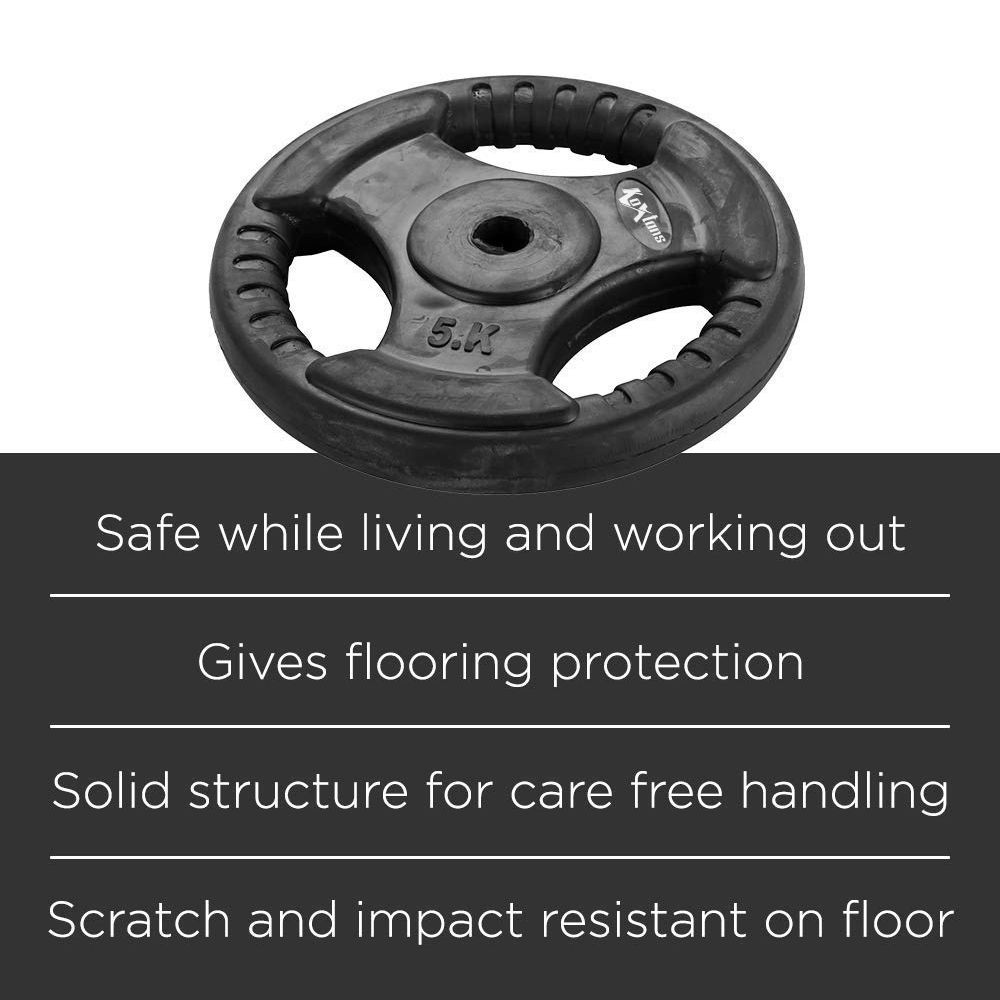 Koxtons
5.K
Safe while living and working out
Gives flooring protection
Solid structure for care free handling
Scratch and impact resistant on floor